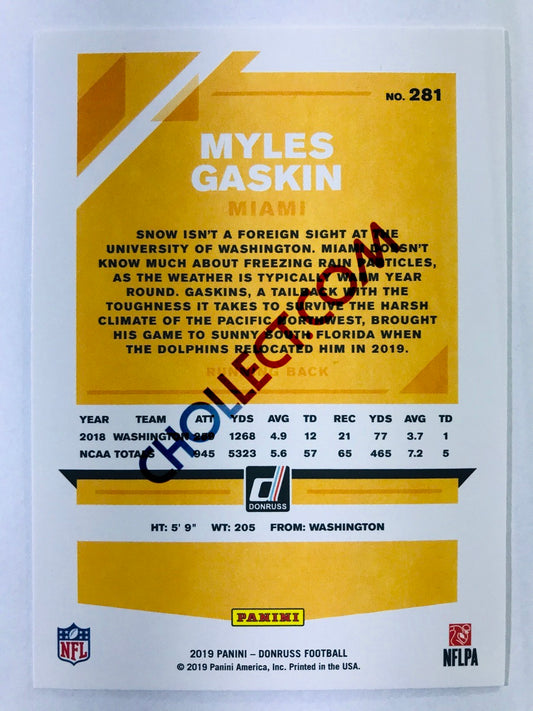 NO. 281
MYLES
GASKIN
MIAMI
SNOW ISN'T A FOREIGN SIGHT AT THE
UNIVERSITY OF WASHINGTON. MIAMI DOESN'T
KNOW MUCH ABOUT FREEZING RAIN PARTICLES,
AS THE WEATHER IS TYPICALLY WARM YEAR
ROUND. GASKINS, A TAILBACK WITH THE
TOUGHNESS IT TAKES TO SURVIVE THE HARSH
CLIMATE OF THE PACIFIC NORTHWEST, BROUGHT
HIS GAME TO SUNNY SOUTH FLORIDA WHEN
THE DOLPHINS RELOCATED HIM IN 2019.
RUNNING BACK
CHOLLECT.COM
YEAR TEAM ATT YDS AVG TD REC YDS AVG TD
2018 WASHINGTON 259 1268 4.9 12 21 77 3.7 1
NCAA TOTALS 945 5323 5.6 57 65 465 7.2 5
DONRUSS
HT: 5' 9" WT: 205 FROM: WASHINGTON
PANINI
NFL
2019 PANINI – DONRUSS FOOTBALL
© 2019 Panini America, Inc. Printed in the USA.
NFLPA